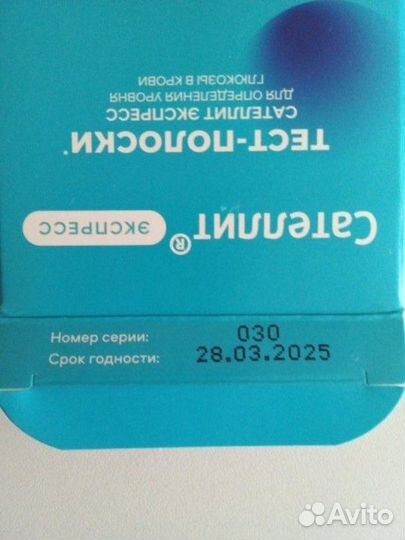 Сателлит® ЭКСПРЕСС
ТЕСТ-ПОЛОСКИ
САТЕЛЛИТ ЭКСПРЕСС
ДЛЯ ОПРЕДЕЛЕНИЯ УРОВНЯ
ГЛЮКОЗЫ В КРОВИ
Номер серии: 030
Срок годности: 28.03.2025
Avito